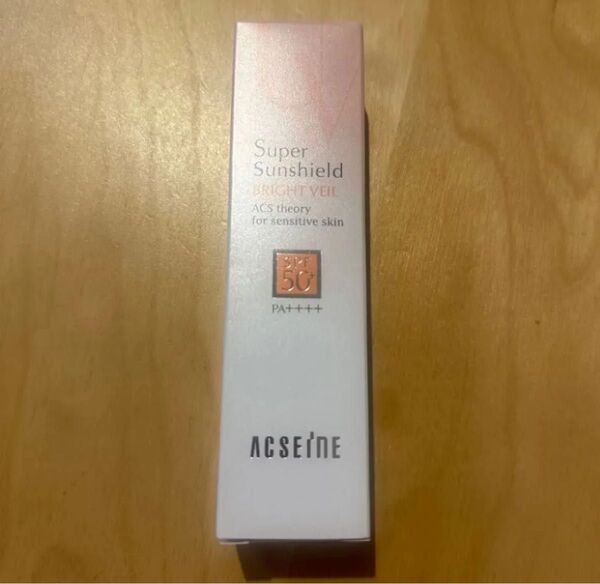 Super
Sunshield
BRIGHT VEIL
ACS theory
for sensitive skin
SPF
50+
PA++++
ACSEINE